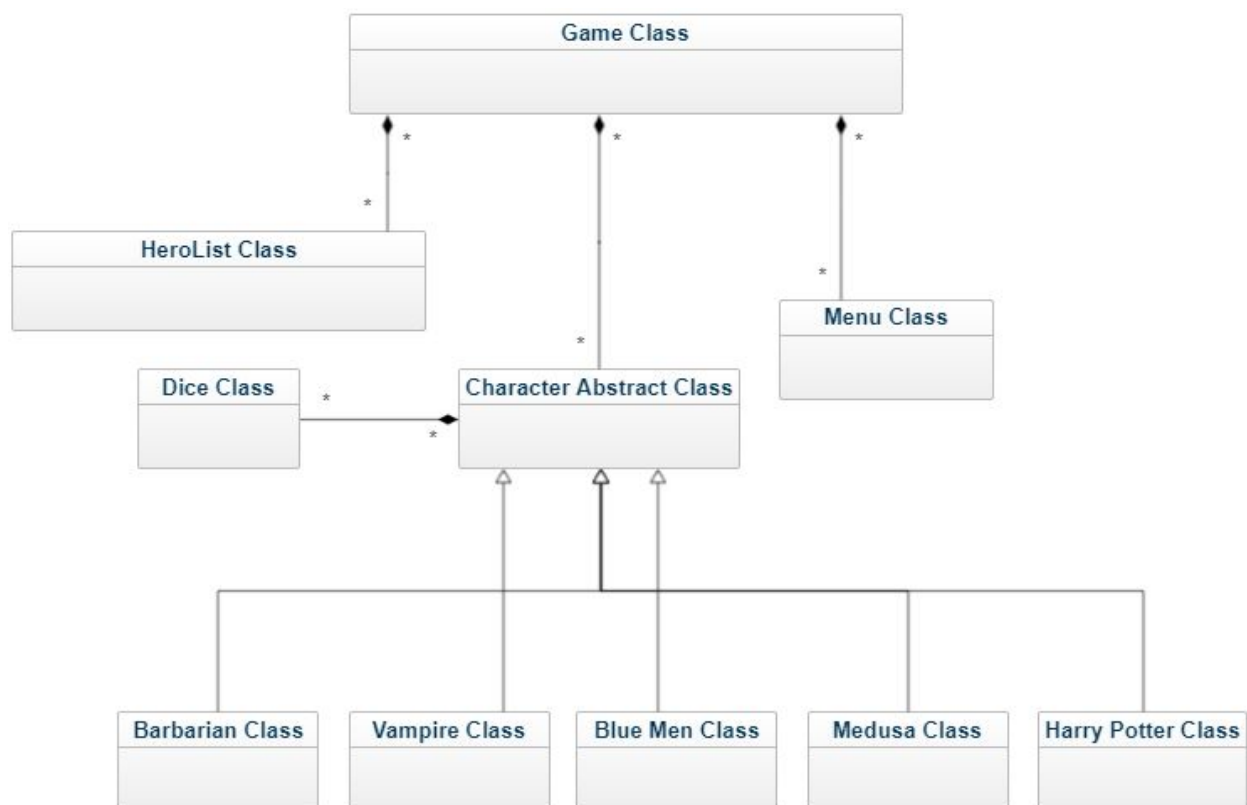 Game Class
*
*
*
*
HeroList Class
*
Menu Class
*
Dice Class
*
*
Character Abstract Class
Barbarian Class
Vampire Class
Blue Men Class
Medusa Class
Harry Potter Class